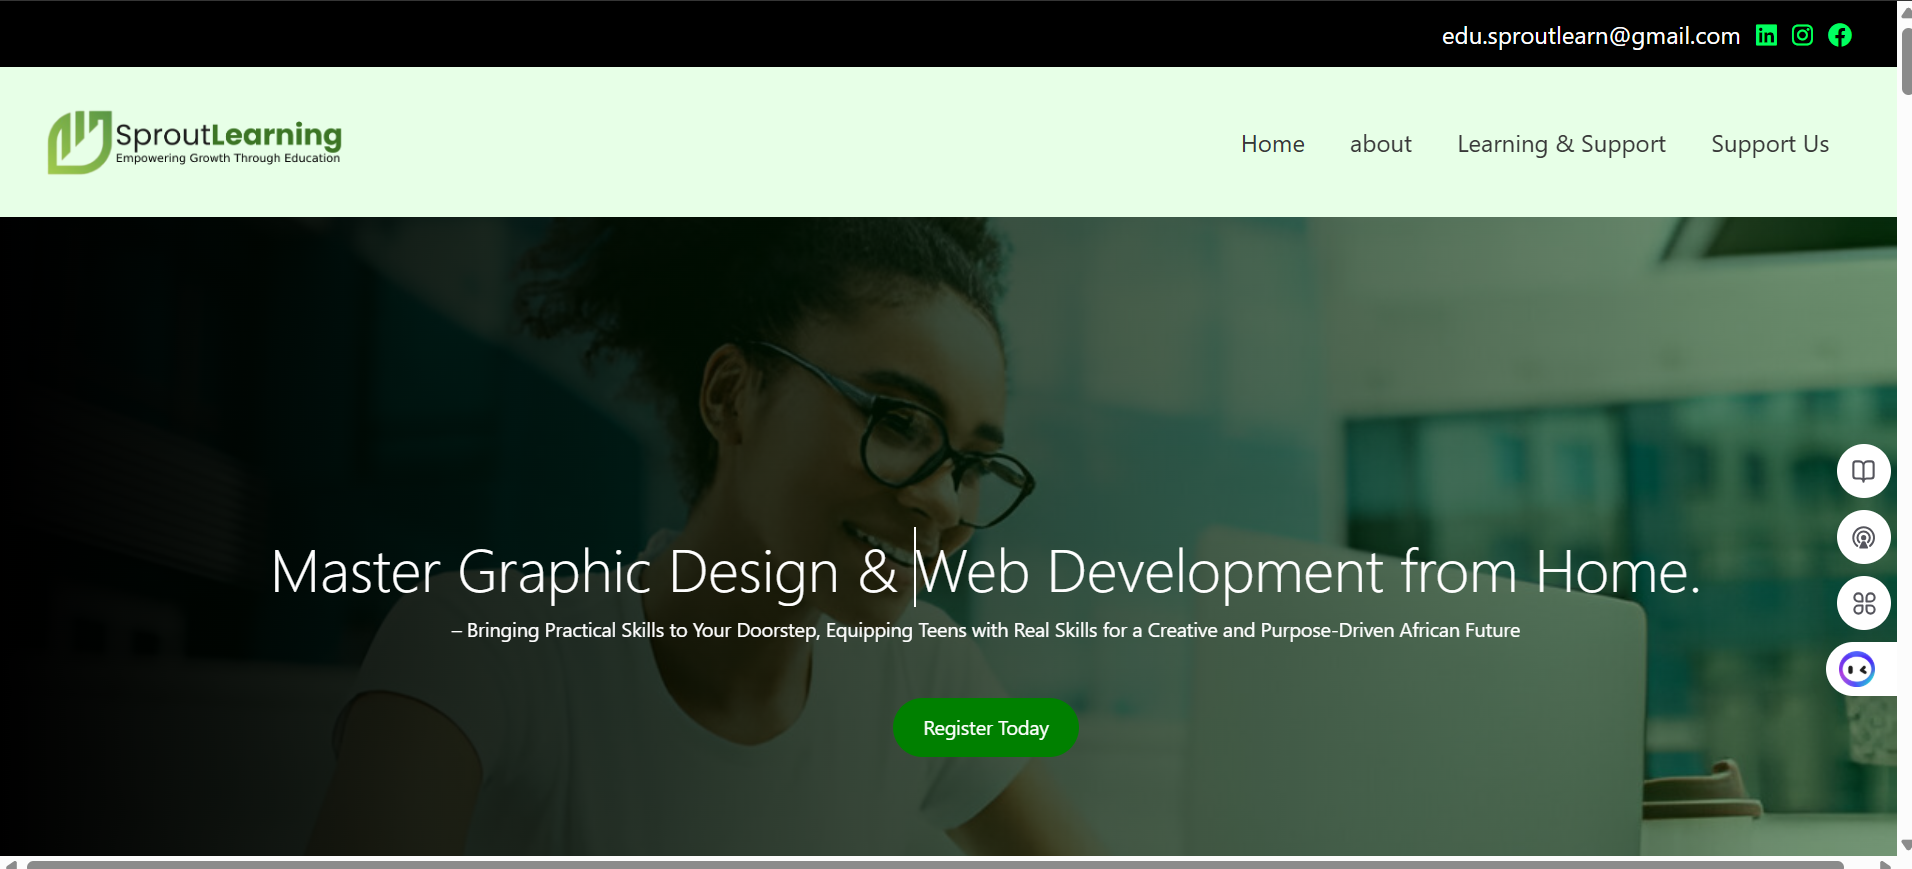 edu.sproutlearn@gmail.com
SproutLearning
Empowering Growth Through Education
Home about Learning & Support Support Us
Master Graphic Design & Web Development from Home.
– Bringing Practical Skills to Your Doorstep, Equipping Teens with Real Skills for a Creative and Purpose-Driven African Future
Register Today